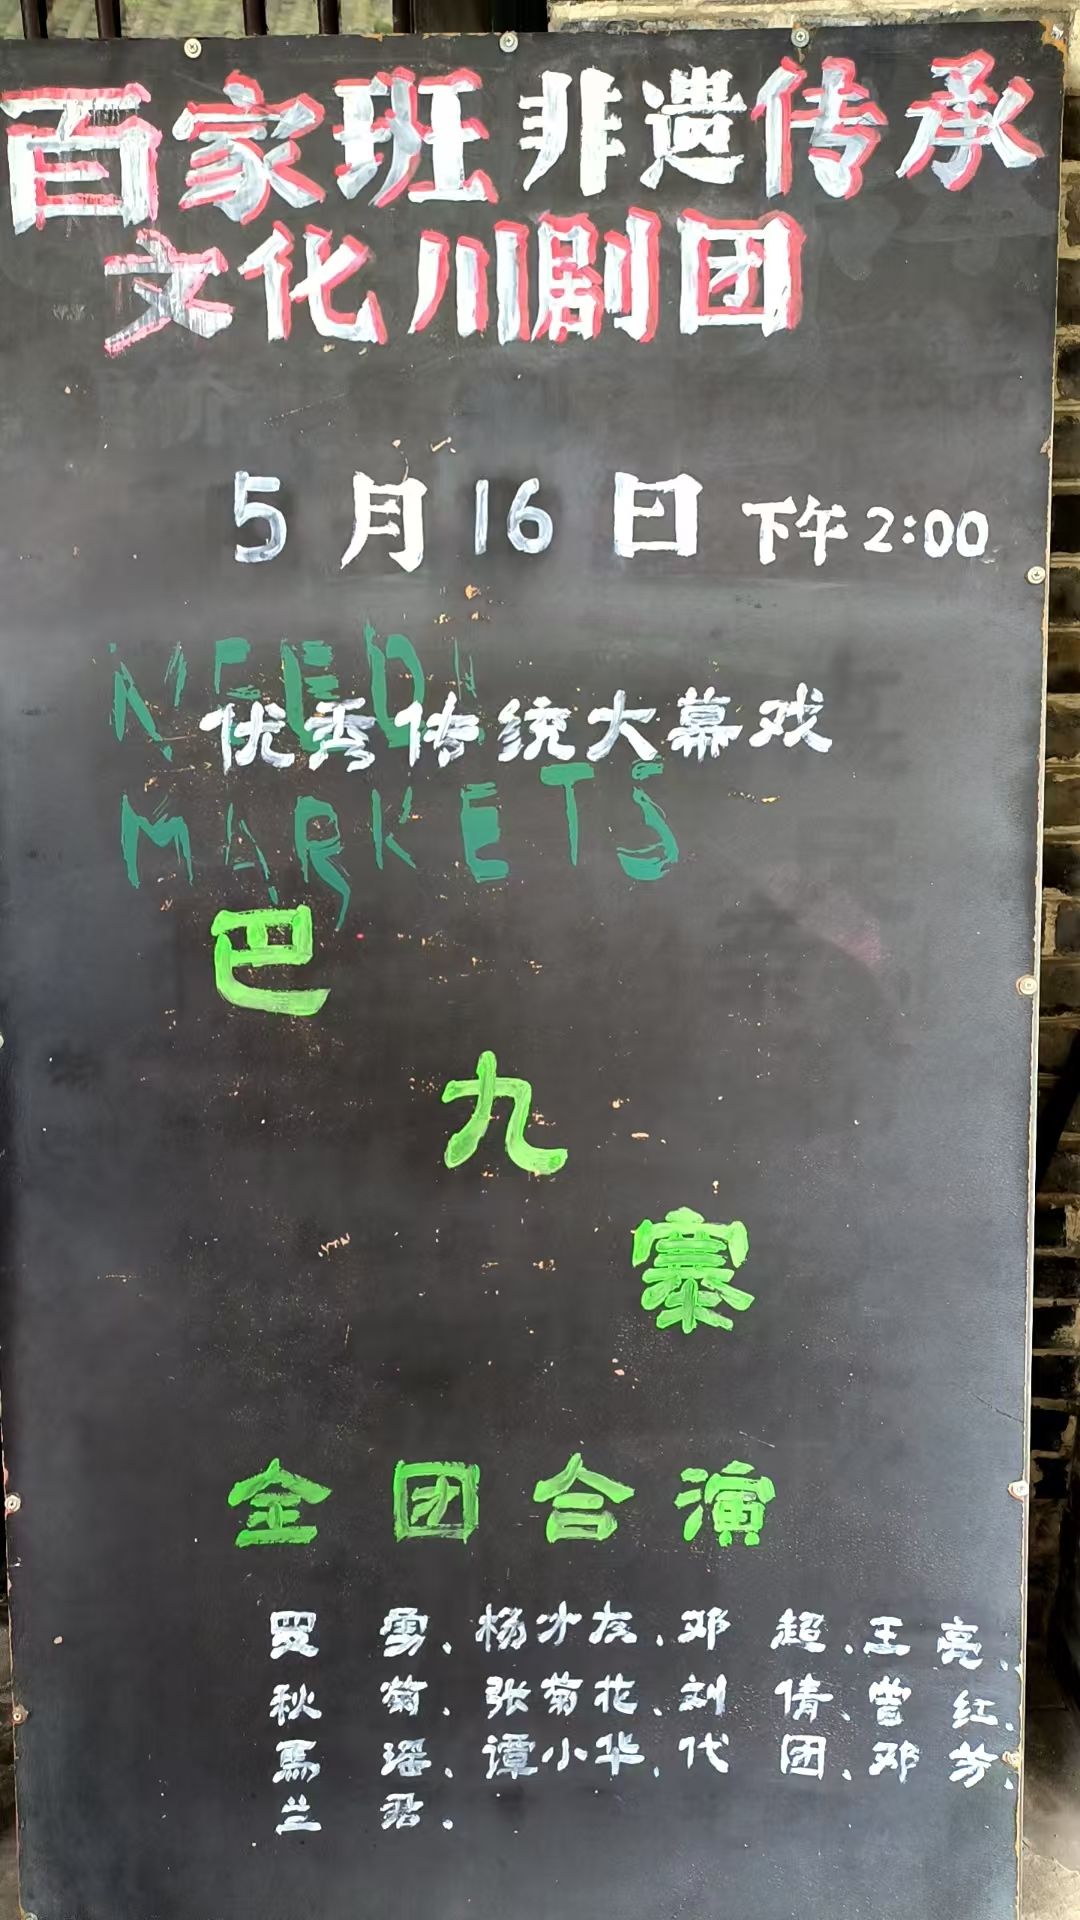 百家班非遗传承
文化川剧团
5月16日 下午2:00
NEED
优秀传统大幕戏
MARKETS
巴
九
寨
全团合演
罗勇、杨才友、邓超、王亮、
秋菊、张菊花、刘倩、曾红、
馬瑶、谭小华、代团、邓芳、
兰君.